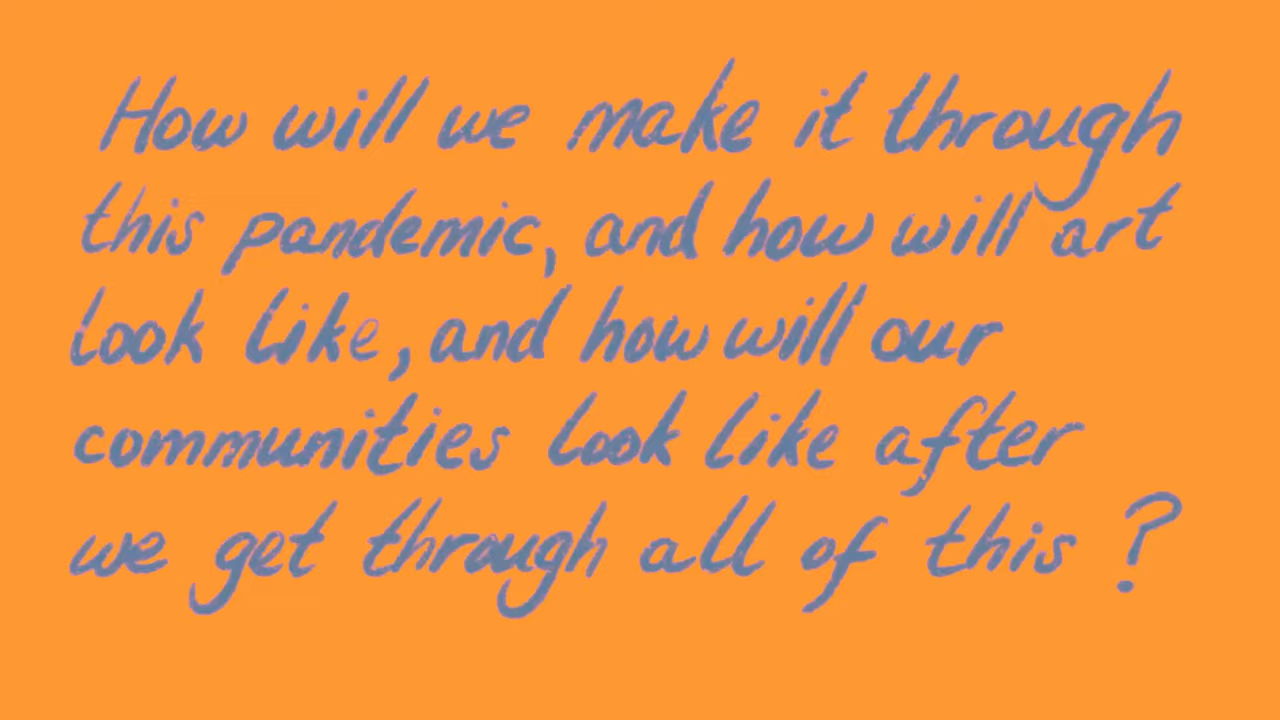 How will we make it through
this pandemic, and how will art
look like, and how will our
communities look like after
we get through all of this ?